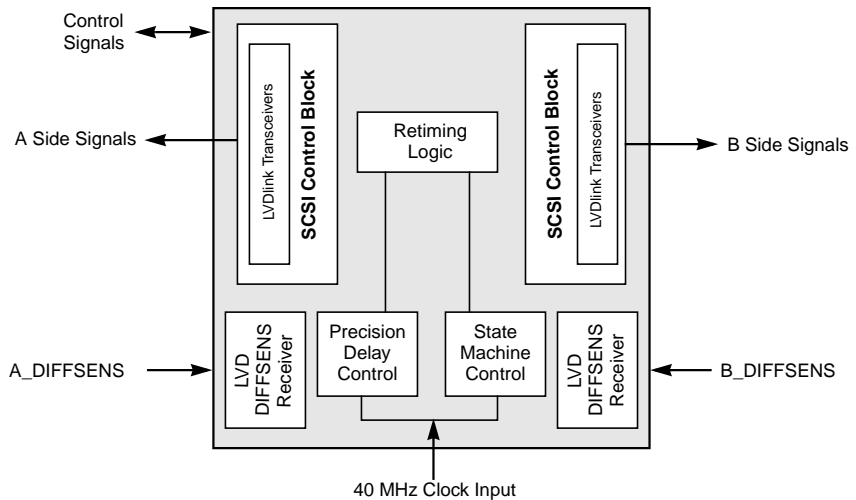 Control
Signals
A Side Signals
LVDlink Transceivers
SCSI Control Block
Retiming
Logic
SCSI Control Block
LVDlink Transceivers
B Side Signals
A_DIFFSENS
LVD
DIFFSENS
Receiver
Precision
Delay
Control
State
Machine
Control
LVD
DIFFSENS
Receiver
B_DIFFSENS
40 MHz Clock Input